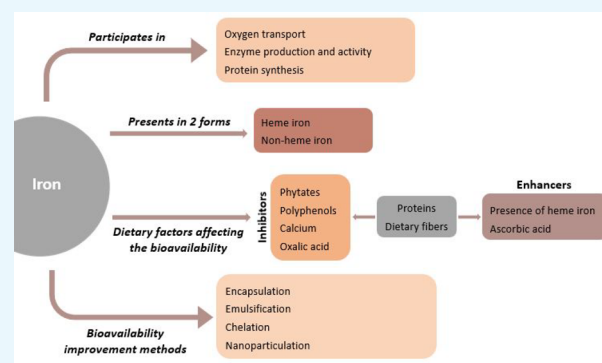 Participates in
Oxygen transport
Enzyme production and activity
Protein synthesis
Presents in 2 forms
Heme iron
Non-heme iron
Iron
Dietary factors affecting
the bioavailability
Inhibitors
Phytates
Polyphenols
Calcium
Oxalic acid
Proteins
Dietary fibers
Enhancers
Presence of heme iron
Ascorbic acid
Bioavailability
improvement methods
Encapsulation
Emulsification
Chelation
Nanoparticulation